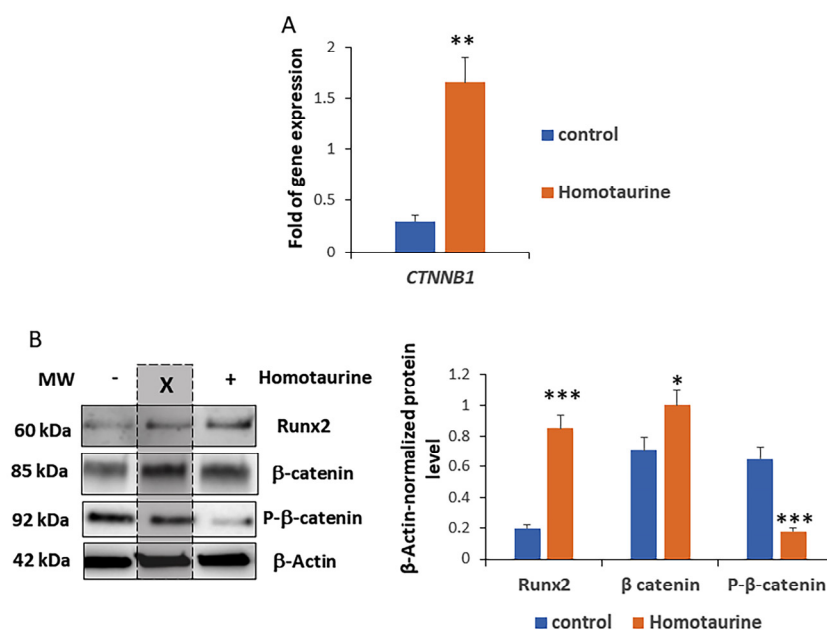 A
**
2
1.5
1
0.5
0
Fold of gene expression
CTNNB1
control
Homotaurine
B
MW - X + Homotaurine
60 kDa Runx2
85 kDa β-catenin
92 kDa P-β-catenin
42 kDa β-Actin
β-Actin-normalized protein
level
1.2
1
0.8
0.6
0.4
0.2
0
***
*
***
Runx2 β catenin P-β-catenin
control Homotaurine